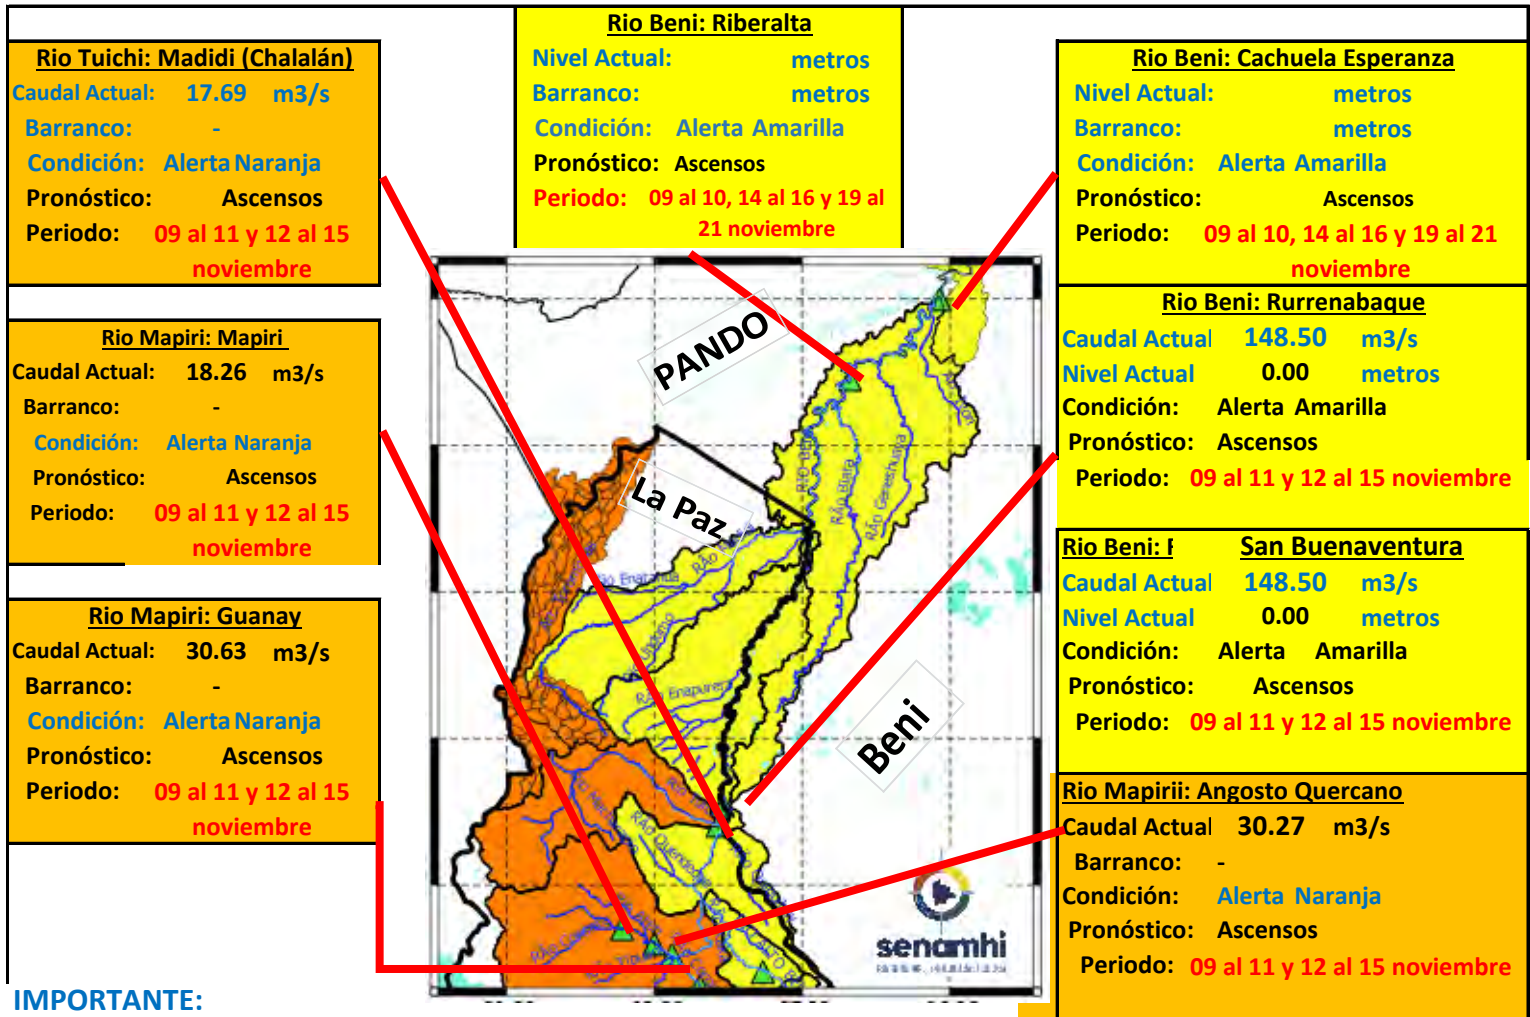 Rio Tuichi: Madidi (Chalalán)
Caudal Actual: 17.69 m3/s
Barranco: -
Condición: Alerta Naranja
Pronóstico: Ascensos
Periodo: 09 al 11 y 12 al 15
noviembre
Rio Mapiri: Mapiri
Caudal Actual: 18.26 m3/s
Barranco: -
Condición: Alerta Naranja
Pronóstico: Ascensos
Periodo: 09 al 11 y 12 al 15
noviembre
Rio Mapiri: Guanay
Caudal Actual: 30.63 m3/s
Barranco: -
Condición: Alerta Naranja
Pronóstico: Ascensos
Periodo: 09 al 11 y 12 al 15
noviembre
IMPORTANTE:
Rio Beni: Riberalta
Nivel Actual: metros
Barranco: metros
Condición: Alerta Amarilla
Pronóstico: Ascensos
Periodo: 09 al 10, 14 al 16 y 19 al
21 noviembre
PANDO
La Paz
Beni
RÃO Biata
RÃO Geneshuaya
RÃO Enapurera
senamhi
Rio Beni: Cachuela Esperanza
Nivel Actual: metros
Barranco: metros
Condición: Alerta Amarilla
Pronóstico: Ascensos
Periodo: 09 al 10, 14 al 16 y 19 al 21
noviembre
Rio Beni: Rurrenabaque
Caudal Actual 148.50 m3/s
Nivel Actual 0.00 metros
Condición: Alerta Amarilla
Pronóstico: Ascensos
Periodo: 09 al 11 y 12 al 15 noviembre
Rio Beni: San Buenaventura
Caudal Actual 148.50 m3/s
Nivel Actual 0.00 metros
Condición: Alerta Amarilla
Pronóstico: Ascensos
Periodo: 09 al 11 y 12 al 15 noviembre
Rio Mapirii: Angosto Quercano
Caudal Actual 30.27 m3/s
Barranco: -
Condición: Alerta Naranja
Pronóstico: Ascensos
Periodo: 09 al 11 y 12 al 15 noviembre